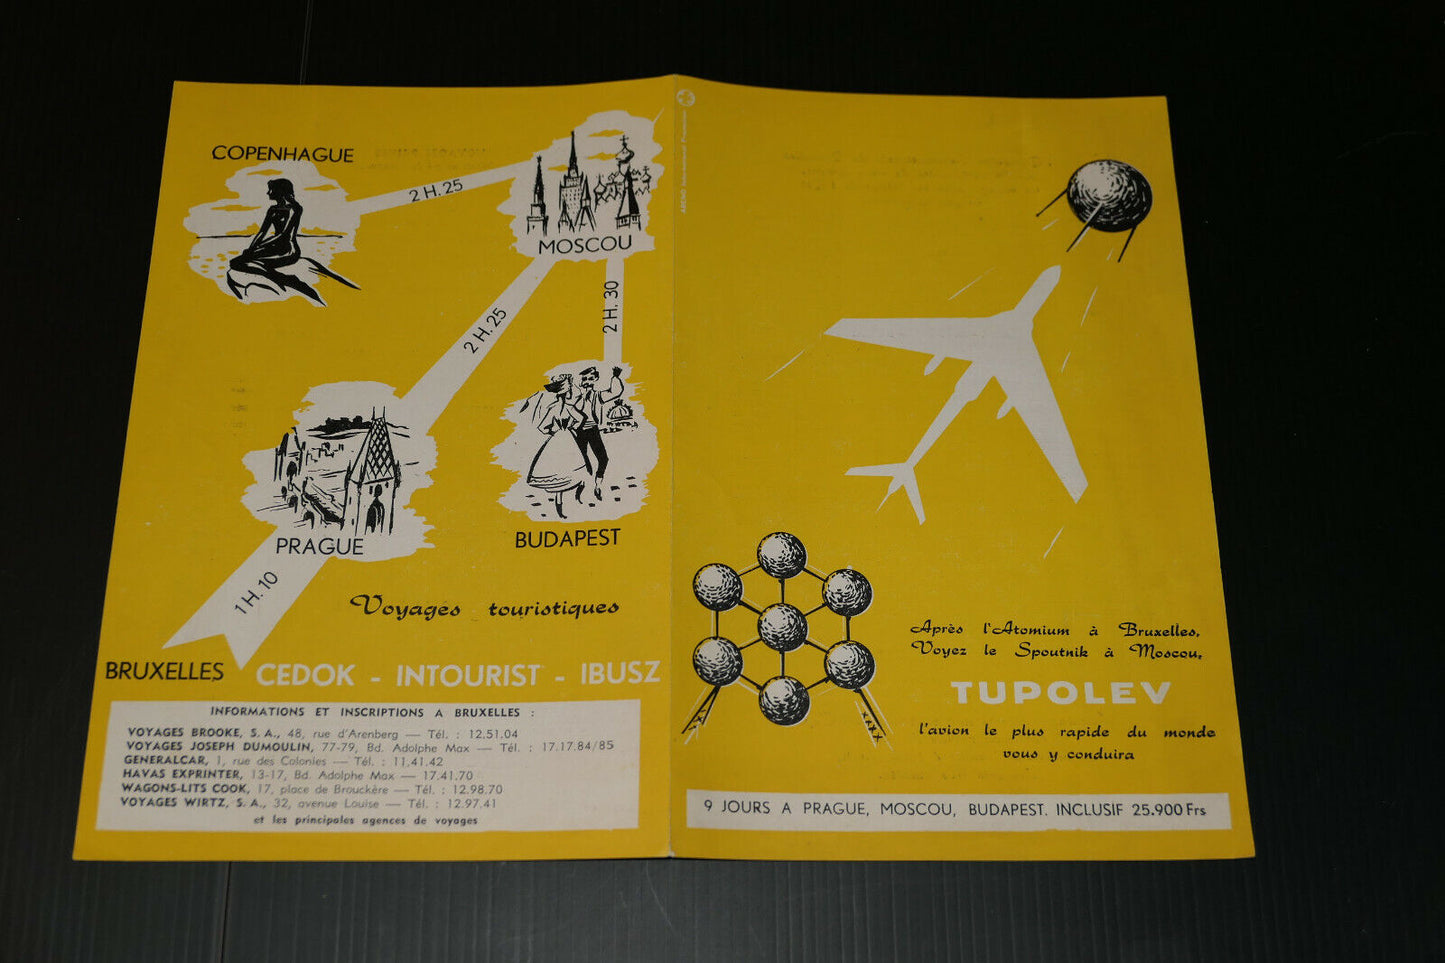 COPENHAGUE
2 H. 25
MOSCOU
2 H. 25
2 H. 30
PRAGUE
BUDAPEST
1 H. 10
Voyages touristiques
BRUXELLES
CEDOK - INTOURIST - IBUSZ
INFORMATIONS ET INSCRIPTIONS A BRUXELLES :
VOYAGES BROOKE, S. A., 48, rue d'Arenberg — Tél. : 12.51.04
VOYAGES JOSEPH DUMOULIN, 77-79, Bd. Adolphe Max — Tél. : 17.17.84/85
GENERALCAR, 1, rue des Colonies — Tél. : 11.41.42
HAVAS EXPRINTER, 13-17, Bd. Adolphe Max — 17.41.70
WAGONS-LITS COOK, 17, place de Brouckère — Tél. : 12.98.70
VOYAGES WIRTZ, S. A., 32, avenue Louise — Tél. : 12.97.41
et les principales agences de voyages
Après l'Atomium à Bruxelles,
Voyez le Spoutnik à Moscou,
TUPOLEV
l'avion le plus rapide du monde
vous y conduira
9 JOURS A PRAGUE, MOSCOU, BUDAPEST. INCLUSIF 25.900 Frs